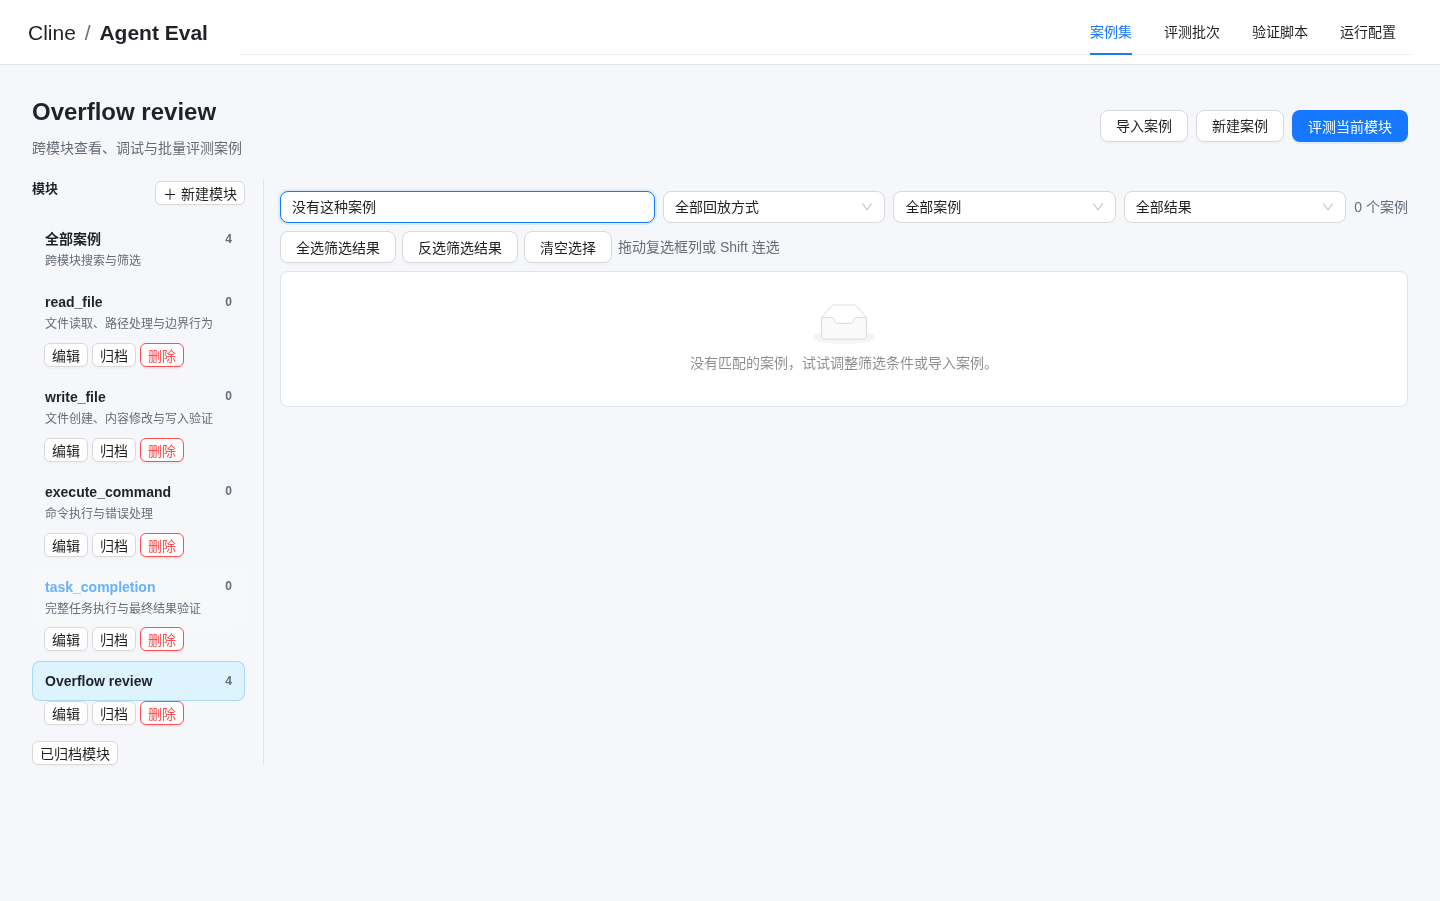 Cline / Agent Eval
案例集 评测批次 验证脚本 运行配置
Overflow review
跨模块查看、调试与批量评测案例
导入案例 新建案例 评测当前模块
模块
+ 新建模块
全部案例 4
跨模块搜索与筛选
read_file 0
文件读取、路径处理与边界行为
编辑 归档 删除
write_file 0
文件创建、内容修改与写入验证
编辑 归档 删除
execute_command 0
命令执行与错误处理
编辑 归档 删除
task_completion 0
完整任务执行与最终结果验证
编辑 归档 删除
Overflow review 4
编辑 归档 删除
已归档模块
没有这种案例 全部回放方式 全部案例 全部结果 0 个案例
全选筛选结果 反选筛选结果 清空选择 拖动复选框列或 Shift 连选
没有匹配的案例，试试调整筛选条件或导入案例。